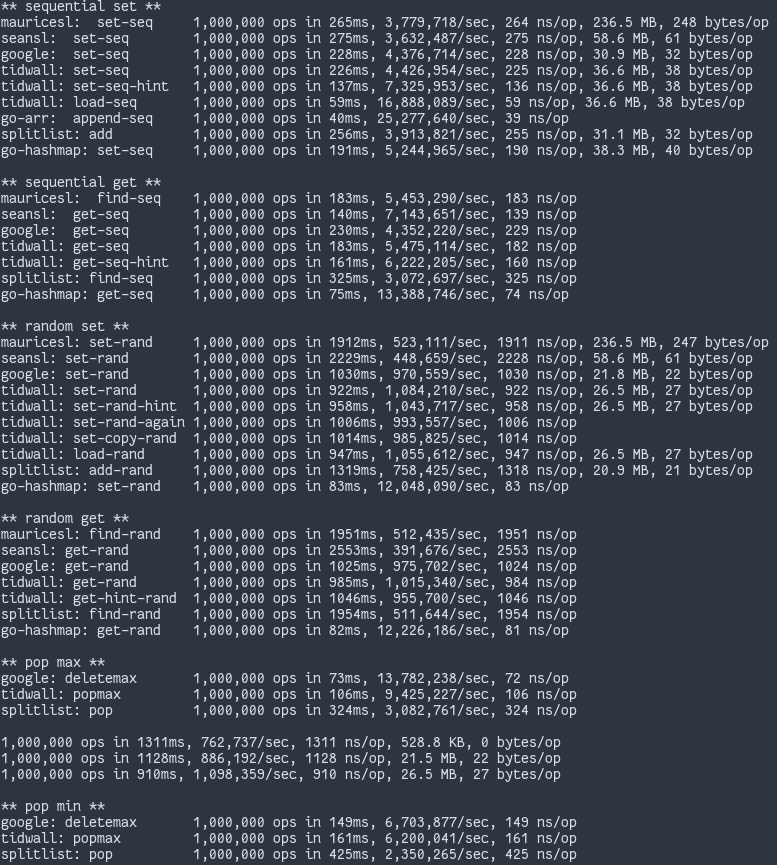 ** sequential set **
mauricesl:  set-seq     1,000,000 ops in 265ms, 3,779,718/sec, 264 ns/op, 236.5 MB, 248 bytes/op
seansl:  set-seq        1,000,000 ops in 275ms, 3,632,487/sec, 275 ns/op, 58.6 MB, 61 bytes/op
google:  set-seq        1,000,000 ops in 228ms, 4,376,714/sec, 228 ns/op, 30.9 MB, 32 bytes/op
tidwall: set-seq        1,000,000 ops in 226ms, 4,426,954/sec, 225 ns/op, 36.6 MB, 38 bytes/op
tidwall: set-seq-hint   1,000,000 ops in 137ms, 7,325,953/sec, 136 ns/op, 36.6 MB, 38 bytes/op
tidwall: load-seq       1,000,000 ops in 59ms, 16,888,089/sec, 59 ns/op, 36.6 MB, 38 bytes/op
go-arr:  append-seq     1,000,000 ops in 40ms, 25,277,640/sec, 39 ns/op
splitlist: add          1,000,000 ops in 256ms, 3,913,821/sec, 255 ns/op, 31.1 MB, 32 bytes/op
go-hashmap: set-seq     1,000,000 ops in 191ms, 5,244,965/sec, 190 ns/op, 38.3 MB, 40 bytes/op
** sequential get **
mauricesl:  find-seq    1,000,000 ops in 183ms, 5,453,290/sec, 183 ns/op
seansl:  get-seq        1,000,000 ops in 140ms, 7,143,651/sec, 139 ns/op
google:  get-seq        1,000,000 ops in 230ms, 4,352,220/sec, 229 ns/op
tidwall: get-seq        1,000,000 ops in 183ms, 5,475,114/sec, 182 ns/op
tidwall: get-seq-hint   1,000,000 ops in 161ms, 6,222,205/sec, 160 ns/op
splitlist: find-seq     1,000,000 ops in 325ms, 3,072,697/sec, 325 ns/op
go-hashmap: get-seq     1,000,000 ops in 75ms, 13,388,746/sec, 74 ns/op
** random set **
mauricesl: set-rand     1,000,000 ops in 1912ms, 523,111/sec, 1911 ns/op, 236.5 MB, 247 bytes/op
seansl: set-rand        1,000,000 ops in 2229ms, 448,659/sec, 2228 ns/op, 58.6 MB, 61 bytes/op
google: set-rand        1,000,000 ops in 1030ms, 970,559/sec, 1030 ns/op, 21.8 MB, 22 bytes/op
tidwall: set-rand       1,000,000 ops in 922ms, 1,084,210/sec, 922 ns/op, 26.5 MB, 27 bytes/op
tidwall: set-rand-hint  1,000,000 ops in 958ms, 1,043,717/sec, 958 ns/op, 26.5 MB, 27 bytes/op
tidwall: set-rand-again 1,000,000 ops in 1006ms, 993,557/sec, 1006 ns/op
tidwall: set-copy-rand  1,000,000 ops in 1014ms, 985,825/sec, 1014 ns/op
tidwall: load-rand      1,000,000 ops in 947ms, 1,055,612/sec, 947 ns/op, 26.5 MB, 27 bytes/op
splitlist: add-rand     1,000,000 ops in 1319ms, 758,425/sec, 1318 ns/op, 20.9 MB, 21 bytes/op
go-hashmap: set-rand    1,000,000 ops in 83ms, 12,048,090/sec, 83 ns/op
** random get **
mauricesl: find-rand    1,000,000 ops in 1951ms, 512,435/sec, 1951 ns/op
seansl: get-rand        1,000,000 ops in 2553ms, 391,676/sec, 2553 ns/op
google: get-rand        1,000,000 ops in 1025ms, 975,702/sec, 1024 ns/op
tidwall: get-rand       1,000,000 ops in 985ms, 1,015,340/sec, 984 ns/op
tidwall: get-hint-rand  1,000,000 ops in 1046ms, 955,700/sec, 1046 ns/op
splitlist: find-rand    1,000,000 ops in 1954ms, 511,644/sec, 1954 ns/op
go-hashmap: get-rand    1,000,000 ops in 82ms, 12,226,186/sec, 81 ns/op
** pop max **
google: deletemax       1,000,000 ops in 73ms, 13,782,238/sec, 72 ns/op
tidwall: popmax         1,000,000 ops in 106ms, 9,425,227/sec, 106 ns/op
splitlist: pop          1,000,000 ops in 324ms, 3,082,761/sec, 324 ns/op
1,000,000 ops in 1311ms, 762,737/sec, 1311 ns/op, 528.8 KB, 0 bytes/op
1,000,000 ops in 1128ms, 886,192/sec, 1128 ns/op, 21.5 MB, 22 bytes/op
1,000,000 ops in 910ms, 1,098,359/sec, 910 ns/op, 26.5 MB, 27 bytes/op
** pop min **
google: deletemax       1,000,000 ops in 149ms, 6,703,877/sec, 149 ns/op
tidwall: popmax         1,000,000 ops in 161ms, 6,200,041/sec, 161 ns/op
splitlist: pop          1,000,000 ops in 425ms, 2,350,265/sec, 425 ns/op